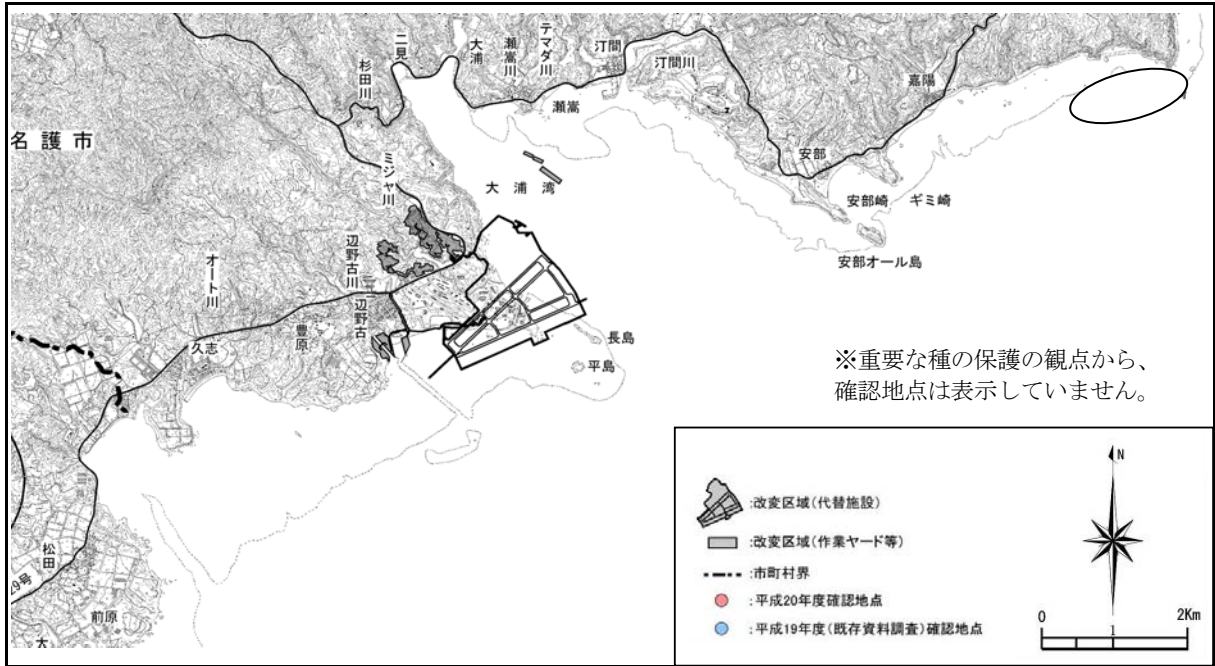 二見
大浦
瀬嵩川
テマダ川
汀間
汀間川
嘉陽
杉田川
瀬嵩
名護市
安部
ミジャ川
大浦湾
安部崎
ギミ崎
安部オール島
辺野古川
オート川
辺野古
豊原
久志
長島
平島
※重要な種の保護の観点から、
確認地点は表示していません。
N
:改変区域(代替施設)
:改変区域(作業ヤード等)
:市町村界
:平成20年度確認地点
:平成19年度(既存資料調査)確認地点
0 1 2Km
松田
29号
前原